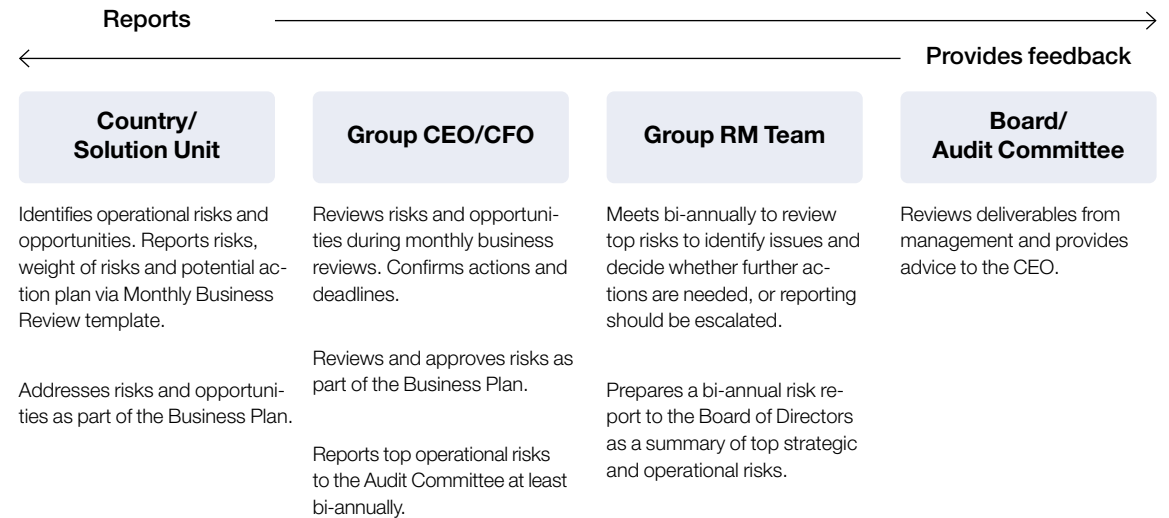 Reports
Provides feedback
Country/
Solution Unit
Identifies operational risks and
opportunities. Reports risks,
weight of risks and potential ac-
tion plan via Monthly Business
Review template.
Addresses risks and opportuni-
ties as part of the Business Plan.
Group CEO/CFO
Reviews risks and opportuni-
ties during monthly business
reviews. Confirms actions and
deadlines.
Reviews and approves risks as
part of the Business Plan.
Reports top operational risks
to the Audit Committee at least
bi-annually.
Group RM Team
Meets bi-annually to review
top risks to identify issues and
decide whether further ac-
tions are needed, or reporting
should be escalated.
Prepares a bi-annual risk re-
port to the Board of Directors
as a summary of top strategic
and operational risks.
Board/
Audit Committee
Reviews deliverables from
management and provides
advice to the CEO.